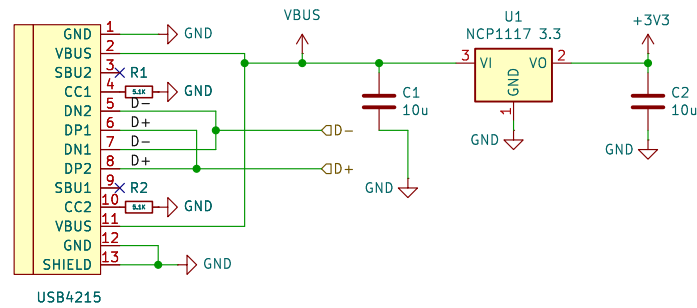 GND 1 GND
VBUS 2
SBU2 3 R1
CC1 4 5.1K GND
D-
DN2 5
D+
DP1 6
D-
DN1 7 D-
D+
DP2 8 D+
SBU1 9 R2
CC2 10 5.1K GND
VBUS 11
GND 12
SHIELD 13 GND
USB4215
VBUS
C1
10u
GND
U1
NCP1117 3.3
3 VI VO 2
GND
1
GND
+3V3
C2
10u
GND